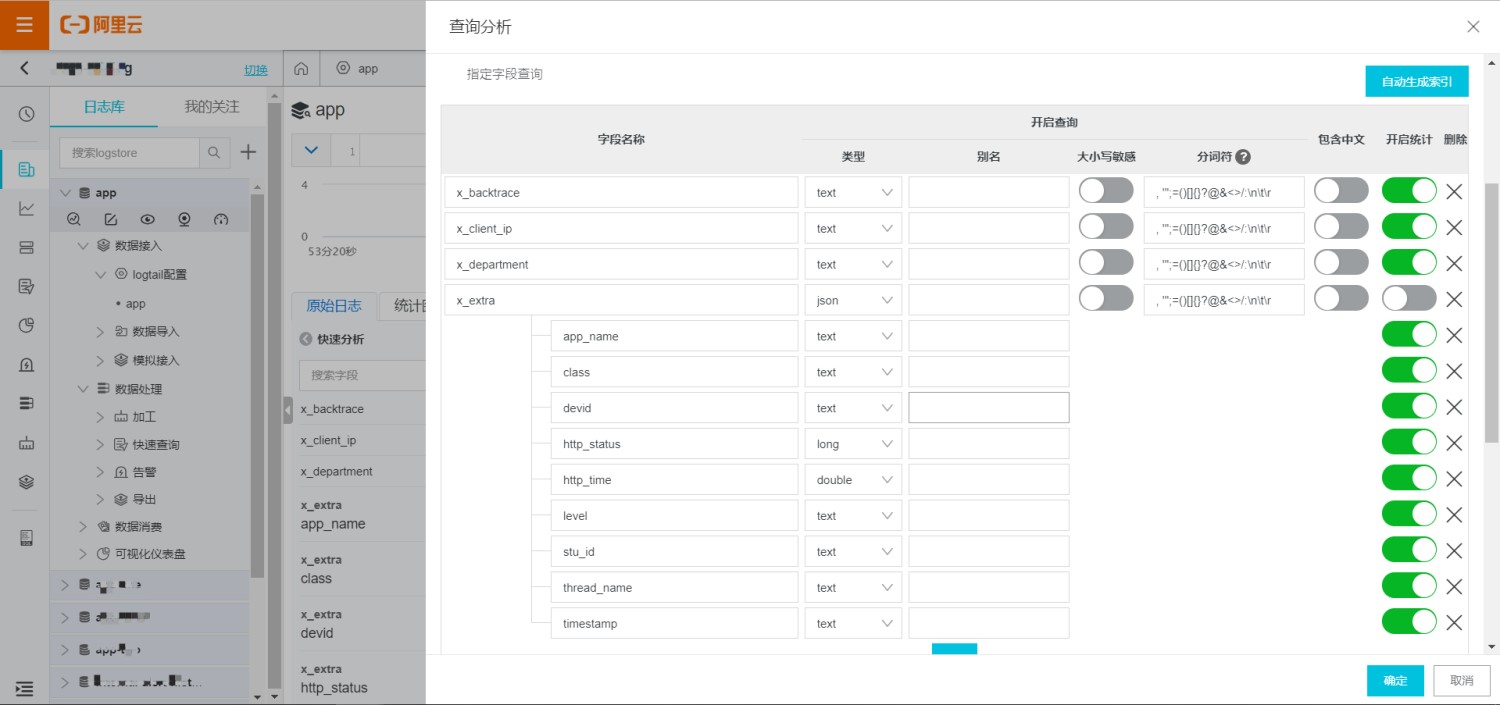 阿里云
查询分析
切换
app
指定字段查询
自动生成索引
日志库
我的关注
app
搜索logstore
1
字段名称
开启查询
包含中文
开启统计
删除
类型
别名
大小写敏感
分词符
app
4
0
53分20秒
x_backtrace
text
, '";=()[]{}?@&<>/:\n\t\r
x_client_ip
text
, '";=()[]{}?@&<>/:\n\t\r
x_department
text
, '";=()[]{}?@&<>/:\n\t\r
x_extra
json
, '";=()[]{}?@&<>/:\n\t\r
app_name
text
class
text
devid
text
http_status
long
http_time
double
level
text
stu_id
text
thread_name
text
timestamp
text
数据接入
logtail配置
app
数据导入
模拟接入
数据处理
加工
快速查询
告警
导出
数据消费
可视化仪表盘
原始日志
快速分析
搜索字段
x_backtrace
x_client_ip
x_department
x_extra
app_name
x_extra
class
x_extra
devid
x_extra
http_status
确定
取消